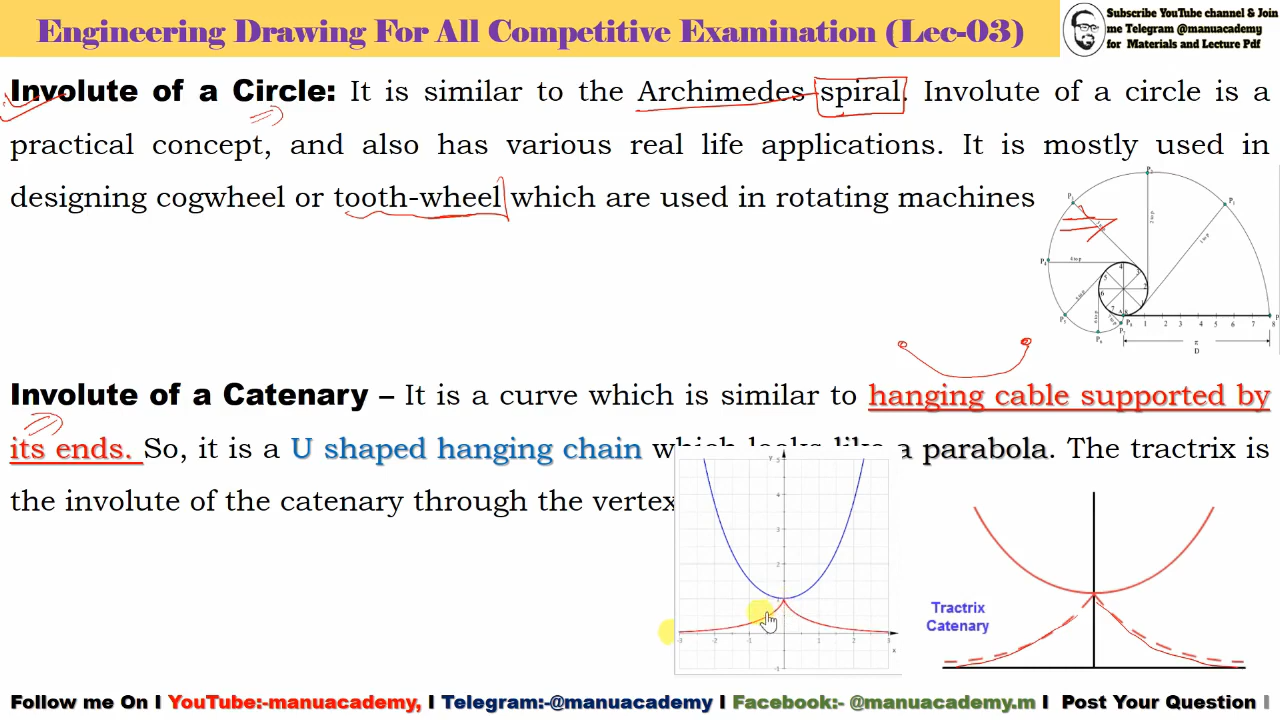 Engineering Drawing For All Competitive Examination (Lec-03)
Subscribe YouTube channel & Join
me Telegram @manuacademy
for Materials and Lecture Pdf
Involute of a Circle: It is similar to the Archimedes spiral. Involute of a circle is a
practical concept, and also has various real life applications. It is mostly used in
designing cogwheel or tooth-wheel which are used in rotating machines
Involute of a Catenary – It is a curve which is similar to hanging cable supported by
its ends. So, it is a U shaped hanging chain which looks like a parabola. The tractrix is
the involute of the catenary through the vertex
Tractrix
Catenary
Follow me On I YouTube:-manuacademy, I Telegram:-@manuacademy I Facebook:- @manuacademy.m I Post Your Question I